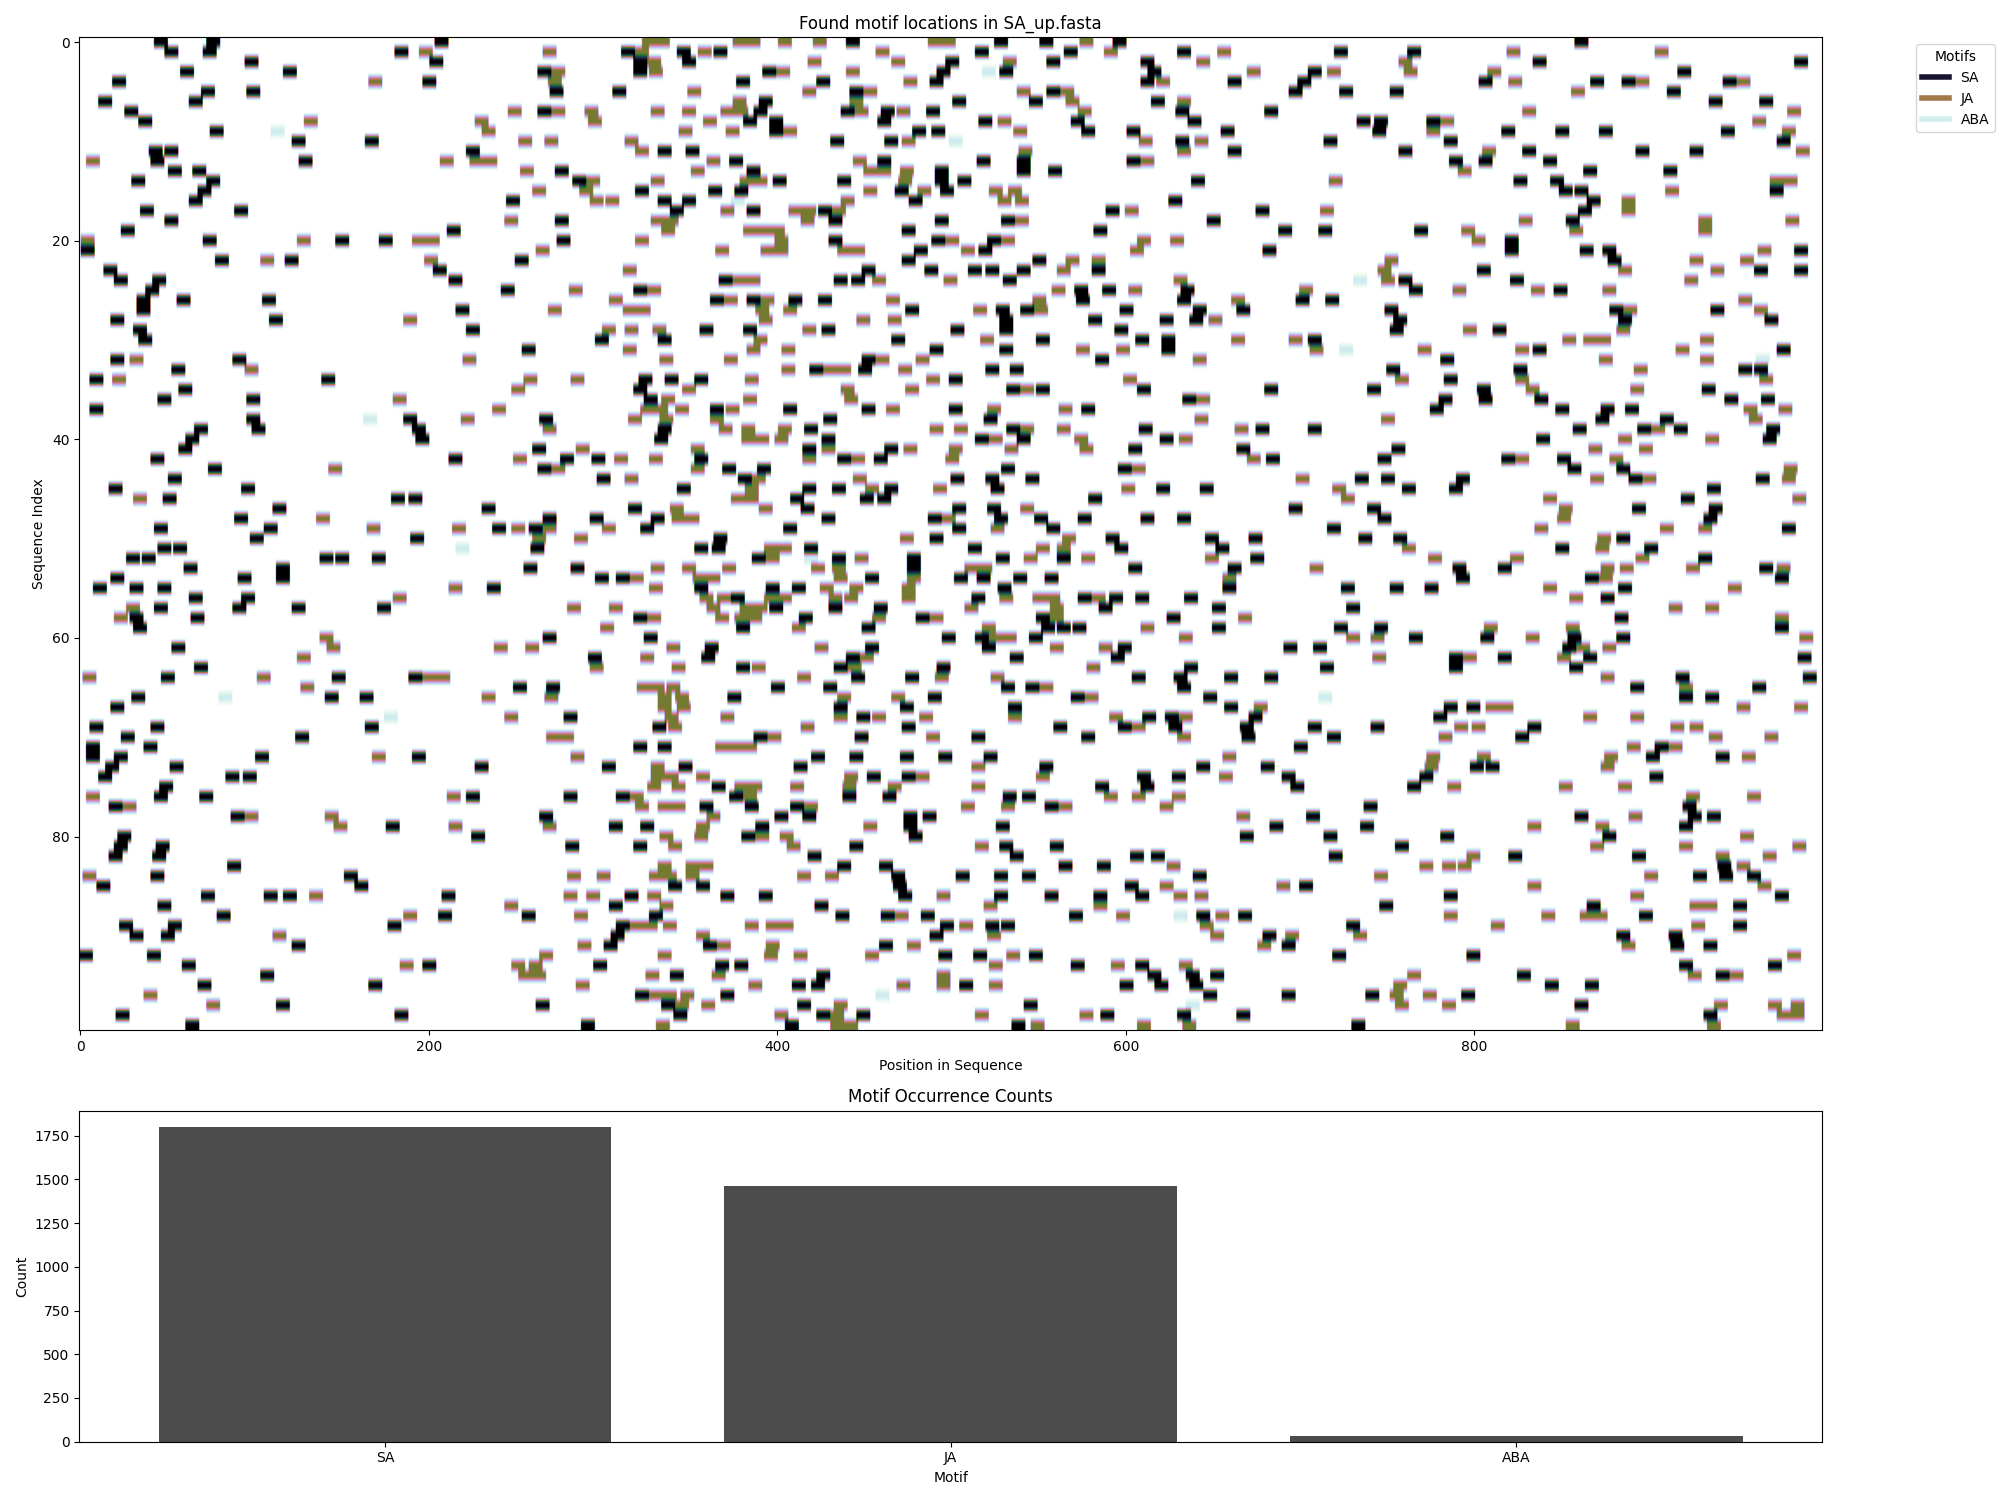 Found motif locations in SA_up.fasta
Motifs
SA
JA
ABA
0
20
40
60
80
Sequence Index
0 200 400 600 800
Position in Sequence
Motif Occurrence Counts
1750
1500
1250
1000
750
500
250
0
Count
SA JA ABA
Motif